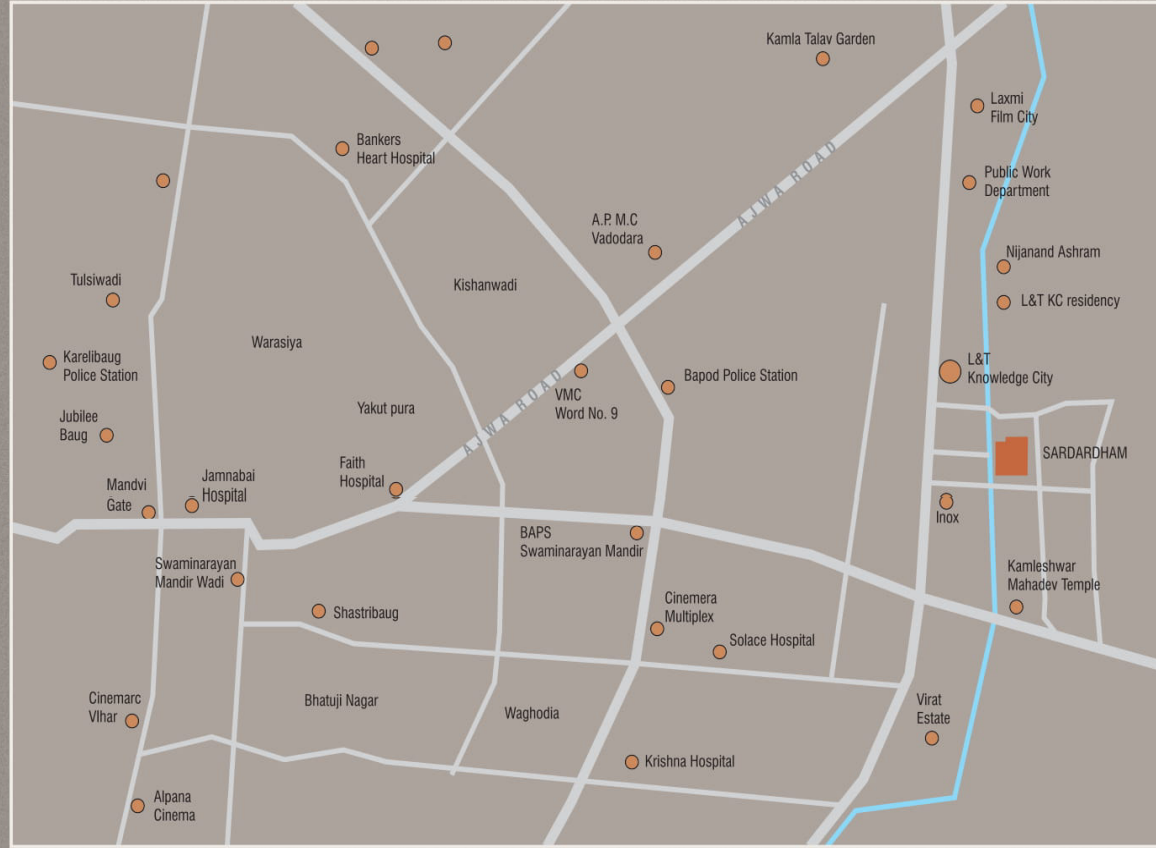 Kamla Talav Garden
Laxmi
Film City
Bankers
Heart Hospital
AJWA ROAD
Public Work
Department
A.P. M.C
Vadodara
Nijanand Ashram
Tulsiwadi
Kishanwadi
L&T KC residency
Warasiya
Karelibaug
Police Station
L&T
Knowledge City
Bapod Police Station
AJWA ROAD
VMC
Word No. 9
Yakut pura
Jubilee
Baug
SARDARDHAM
Faith
Hospital
Jamnabai
Hospital
Mandvi
Gate
Inox
BAPS
Swaminarayan Mandir
Swaminarayan
Mandir Wadi
Kamleshwar
Mahadev Temple
Cinemera
Multiplex
Shastribaug
Solace Hospital
Cinemarc
VIhar
Bhatuji Nagar
Waghodia
Virat
Estate
Krishna Hospital
Alpana
Cinema